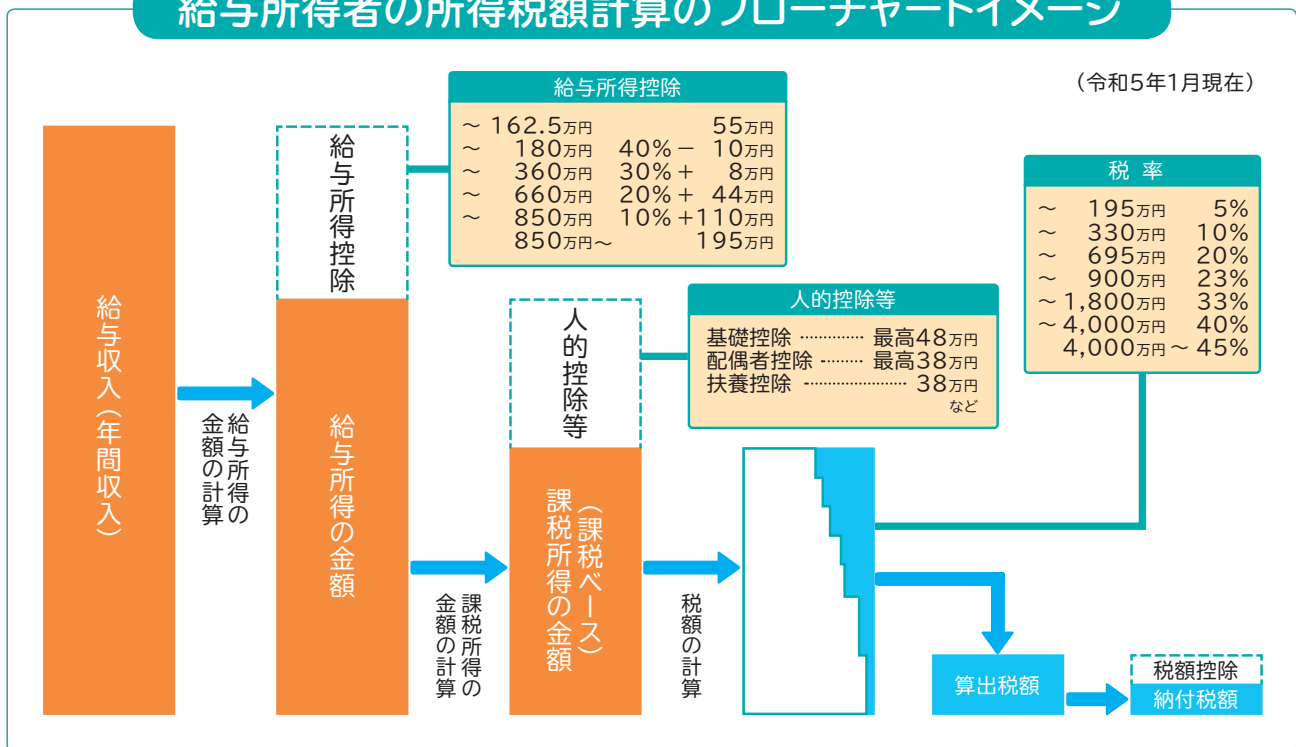 給与所得者の所得税額計算のフローチャートイメージ
（令和5年1月現在）
給与収入（年間収入）
給与所得の
金額の計算
給与所得控除
給与所得の金額
給与所得控除
～ 162.5万円 55万円
～ 180万円 40%－ 10万円
～ 360万円 30%＋ 8万円
～ 660万円 20%＋ 44万円
～ 850万円 10%＋110万円
850万円～ 195万円
課税所得の
金額の計算
人的控除等
（課税ベース）
課税所得の金額
人的控除等
基礎控除 ………… 最高48万円
配偶者控除 ……… 最高38万円
扶養控除 ………………… 38万円
など
税額の計算
税 率
～ 195万円 5%
～ 330万円 10%
～ 695万円 20%
～ 900万円 23%
～ 1,800万円 33%
～ 4,000万円 40%
4,000万円 ～ 45%
算出税額
税額控除
納付税額